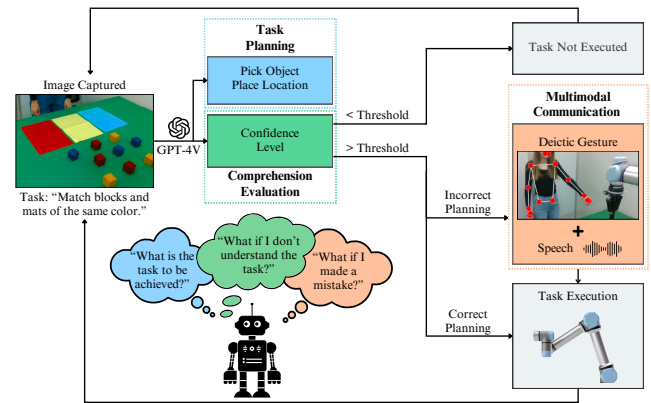 Image Captured
Task: “Match blocks and
mats of the same color.”
GPT-4V
Task
Planning
Pick Object
Place Location
Confidence
Level
Comprehension
Evaluation
< Threshold
> Threshold
Task Not Executed
Multimodal
Communication
Deictic Gesture
+
Speech
Incorrect
Planning
Correct
Planning
Task Execution
“What is the
task to be
achieved?”
“What if I don’t
understand the
task?”
“What if I
made a
mistake?”